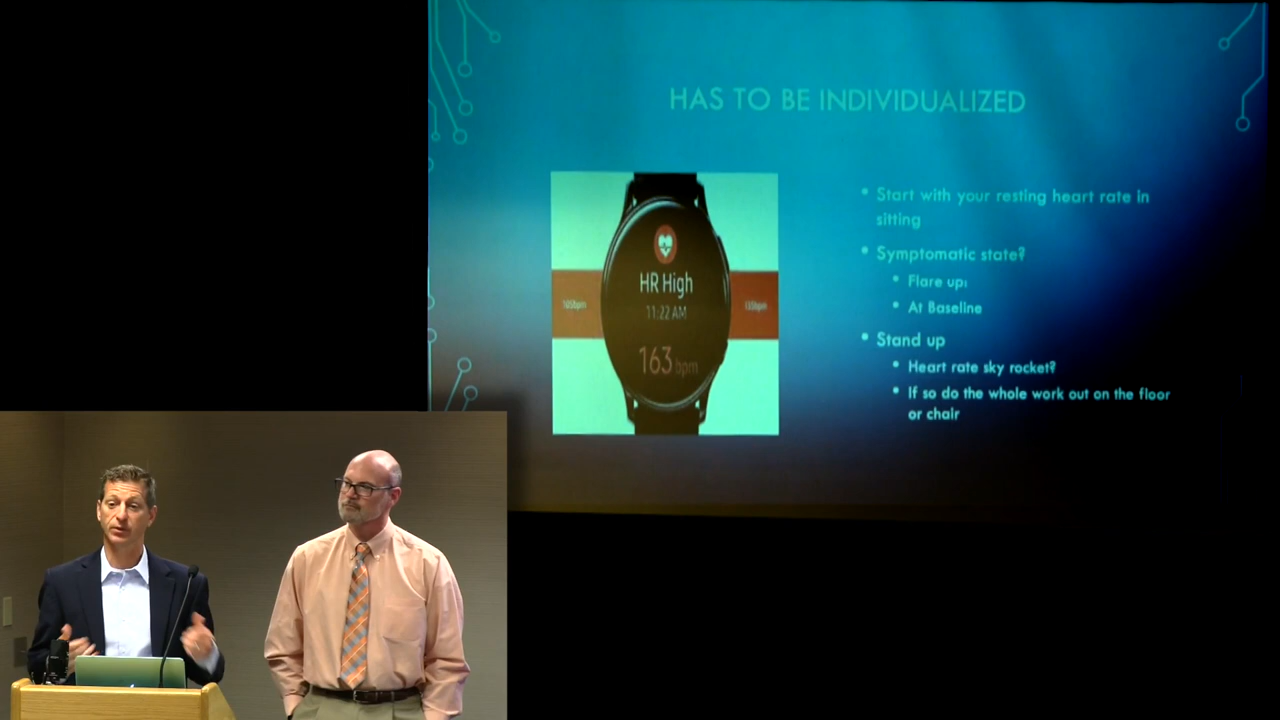 HAS TO BE INDIVIDUALIZED
HR High
11:22 AM
163 bpm
• Start with your resting heart rate in
sitting
• Symptomatic state?
• Flare up:
• At Baseline
• Stand up
• Heart rate sky rocket?
• If so do the whole work out on the floor
or chair